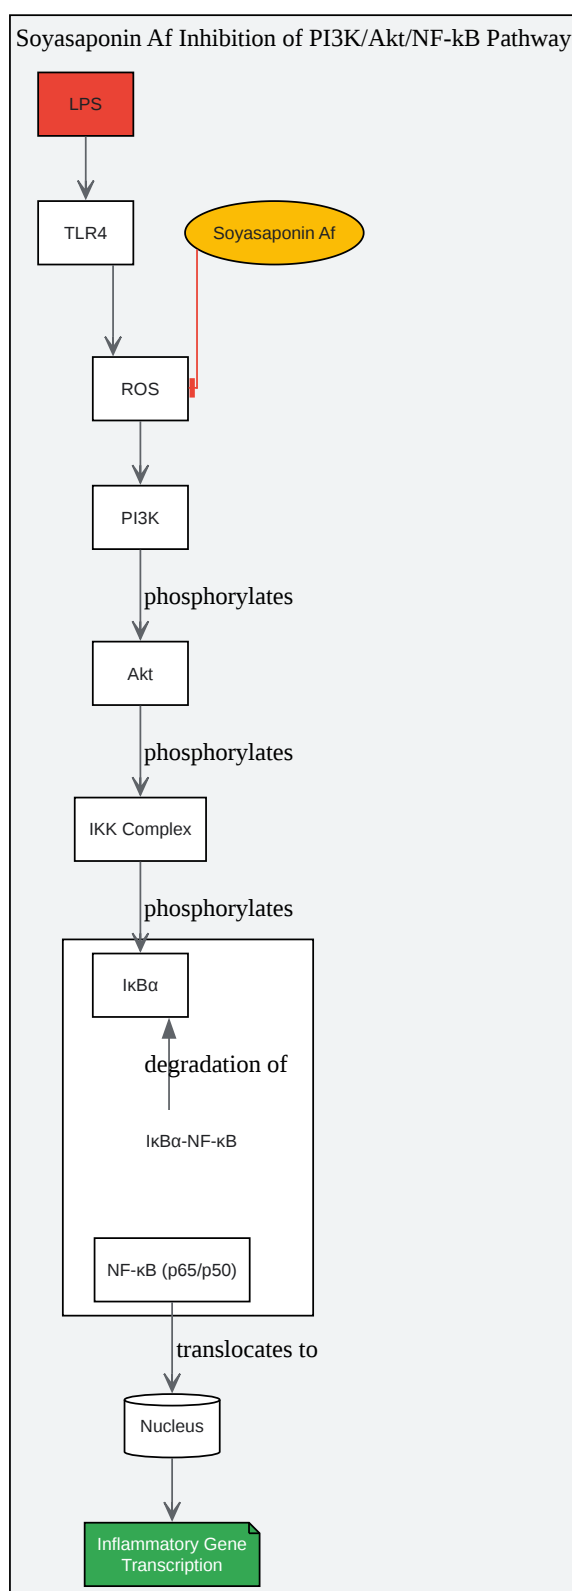 Soyasaponin Af Inhibition of PI3K/Akt/NF-kB Pathway
LPS
TLR4
Soyasaponin Af
ROS
PI3K
phosphorylates
Akt
phosphorylates
IKK Complex
phosphorylates
IκBα
degradation of
IκBα-NF-κB
NF-κB (p65/p50)
translocates to
Nucleus
Inflammatory Gene
Transcription